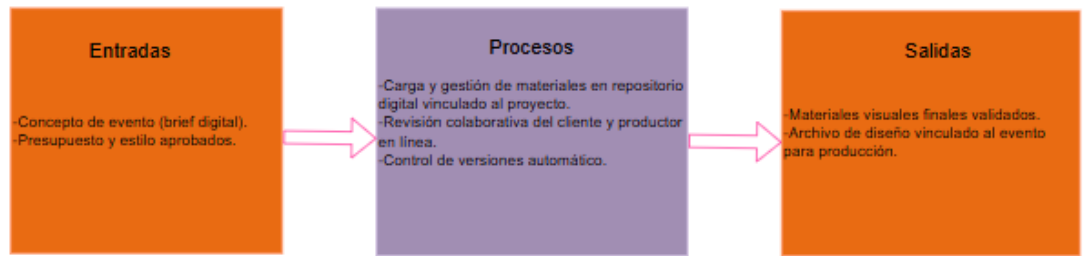 Entradas
-Concepto de evento (brief digital).
-Presupuesto y estilo aprobados.
Procesos
-Carga y gestión de materiales en repositorio
digital vinculado al proyecto.
-Revisión colaborativa del cliente y productor
en línea.
-Control de versiones automático.
Salidas
-Materiales visuales finales validados.
-Archivo de diseño vinculado al evento
para producción.